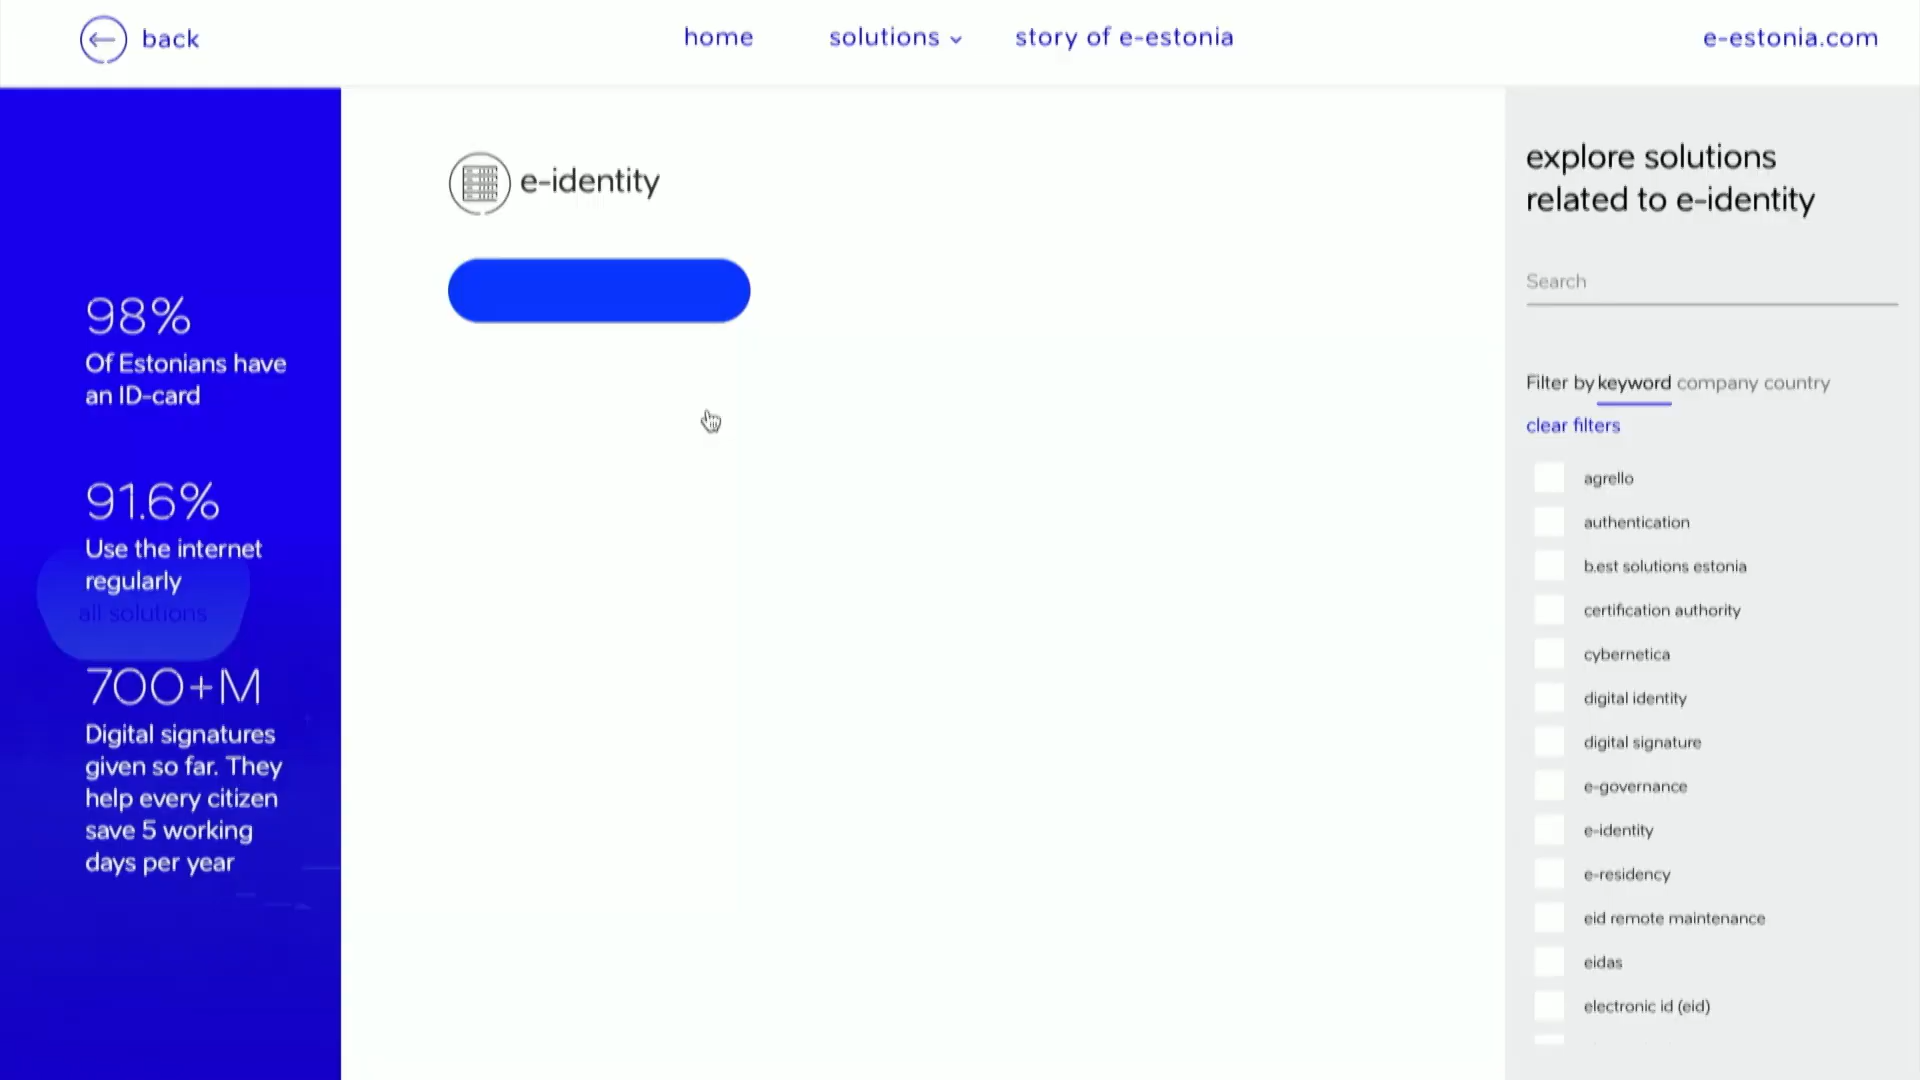 back
home
solutions
story of e-estonia
e-estonia.com
98%
Of Estonians have
an ID-card
91.6%
Use the internet
regularly
all solutions
700+M
Digital signatures
given so far. They
help every citizen
save 5 working
days per year
e-identity
explore solutions
related to e-identity
Search
Filter by keyword company country
clear filters
agrello
authentication
b.est solutions estonia
certification authority
cybernetica
digital identity
digital signature
e-governance
e-identity
e-residency
eid remote maintenance
eidas
electronic id (eid)